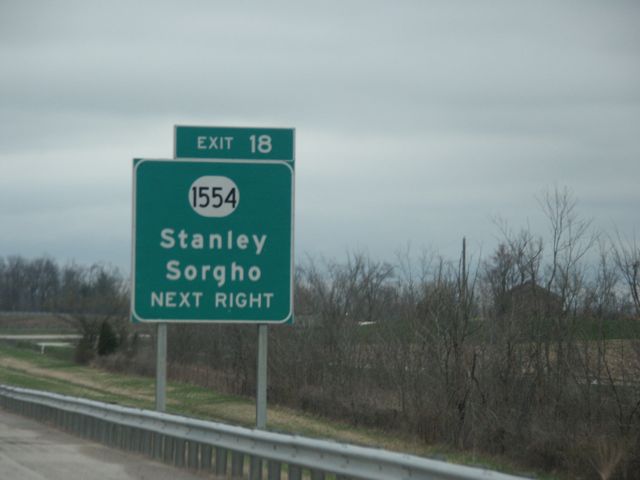 EXIT 18
1554
Stanley
Sorgho
NEXT RIGHT